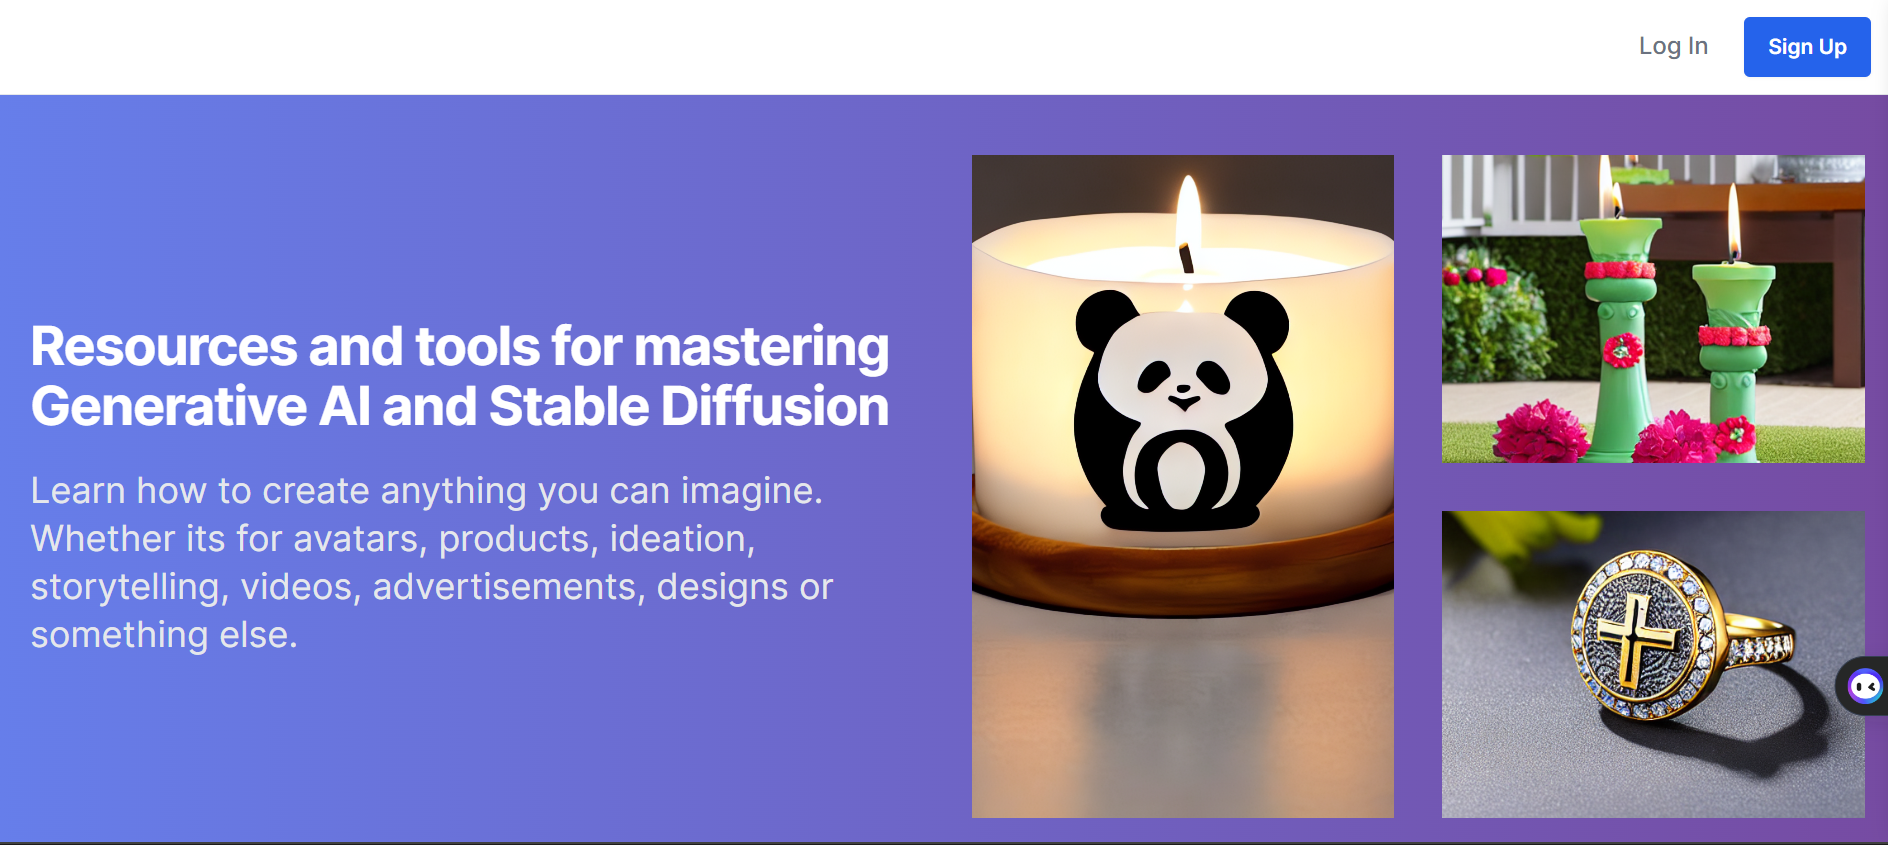 Log In
Sign Up
Resources and tools for mastering
Generative AI and Stable Diffusion
Learn how to create anything you can imagine.
Whether its for avatars, products, ideation,
storytelling, videos, advertisements, designs or
something else.